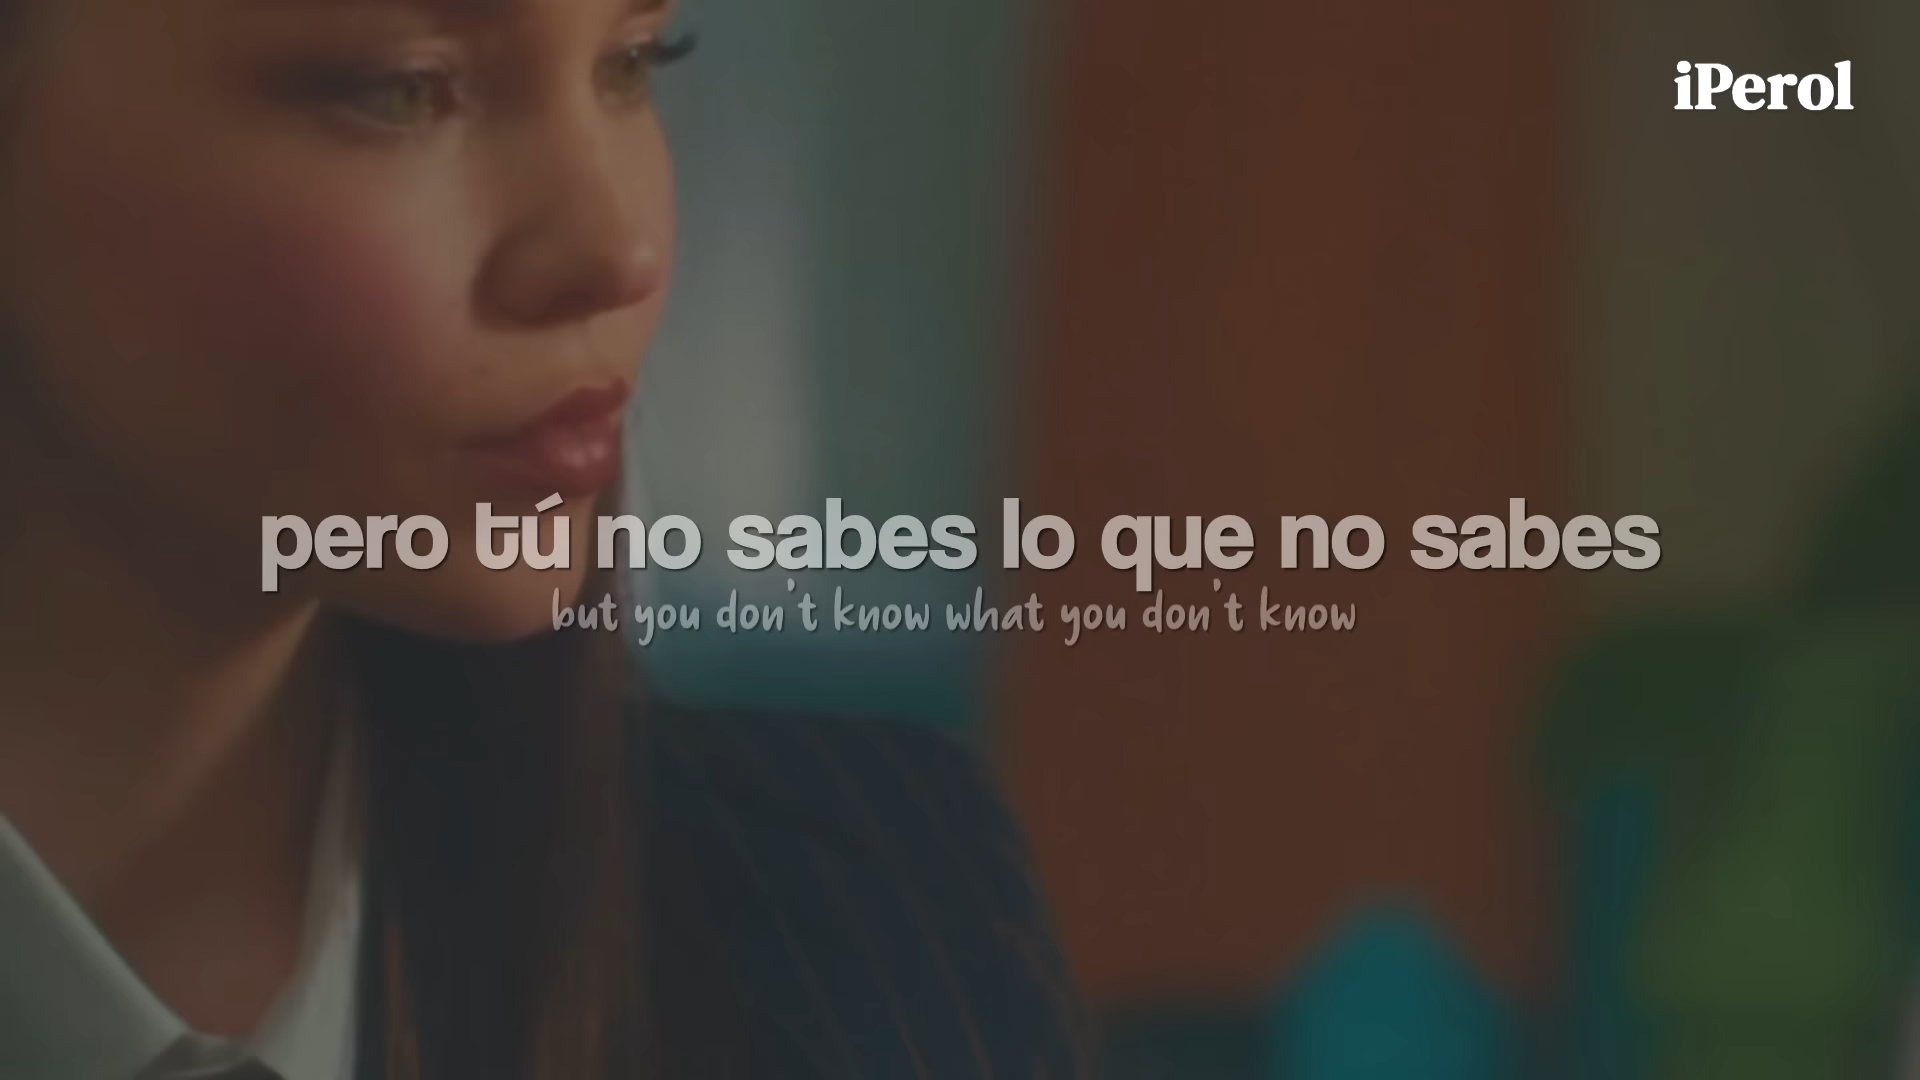 iPerol
pero tú no sabes lo que no sabes
but you don't know what you don't know